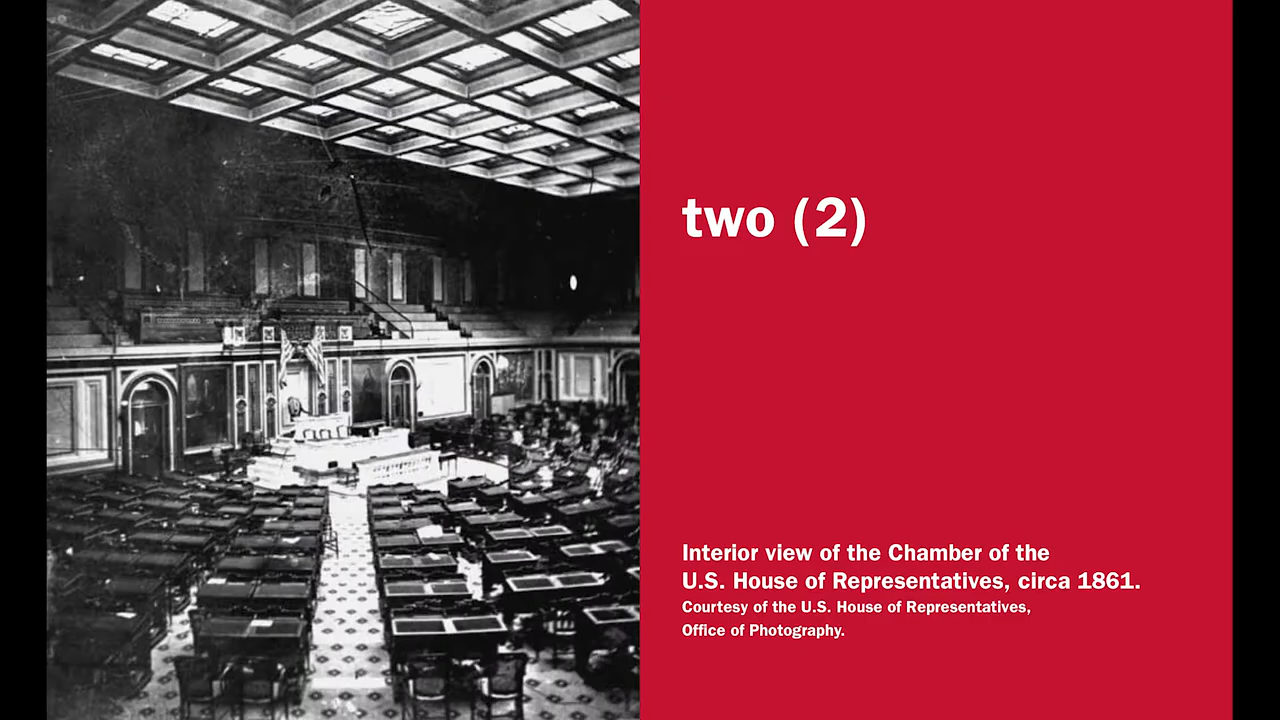 two (2)
Interior view of the Chamber of the
U.S. House of Representatives, circa 1861.
Courtesy of the U.S. House of Representatives,
Office of Photography.